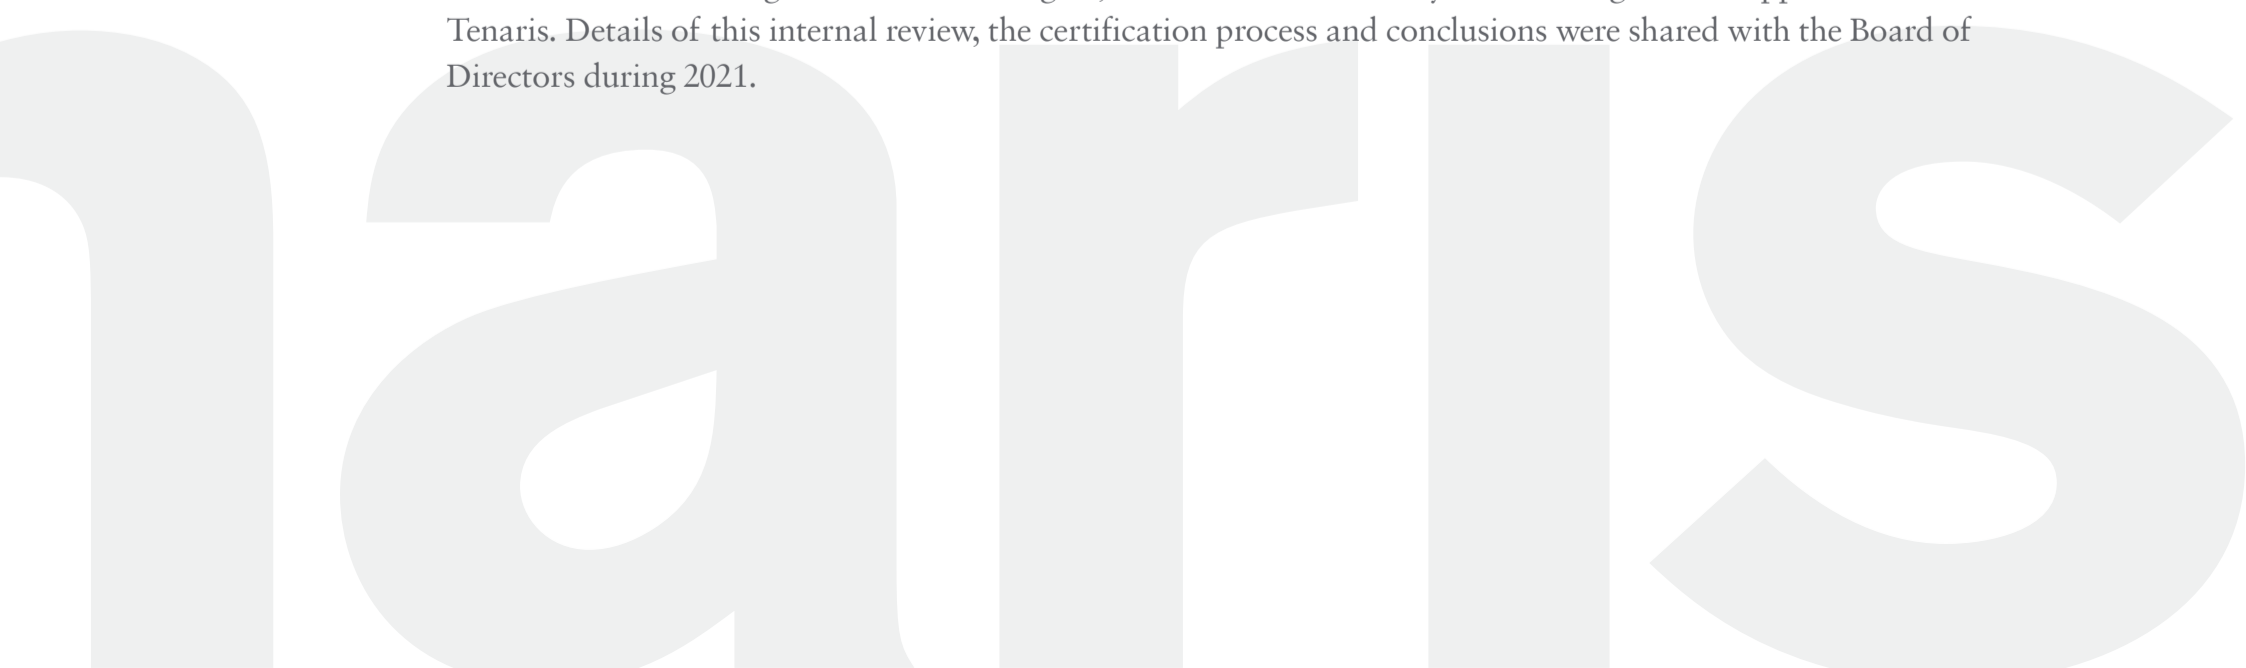 Tenaris. Details of this internal review, the certification process and conclusions were shared with the Board of
Directors during 2021.
naris